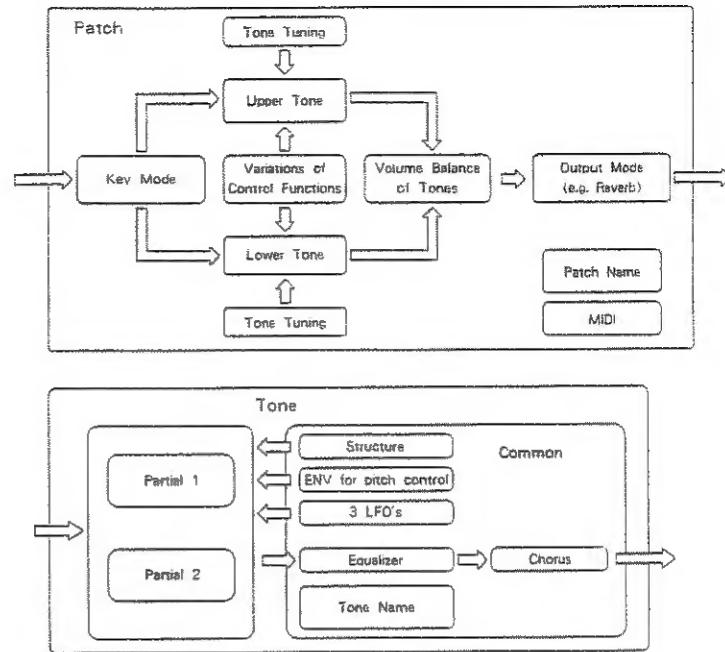 Patch
Tone Tuning
Upper Tone
Key Mode
Variations of
Control Functions
Volume Balance
of Tones
Output Mode
(e.g. Reverb)
Lower Tone
Tone Tuning
Patch Name
MIDI
Tone
Partial 1
Partial 2
Structure
Common
ENV for pitch control
3 LFO's
Equalizer
Chorus
Tone Name